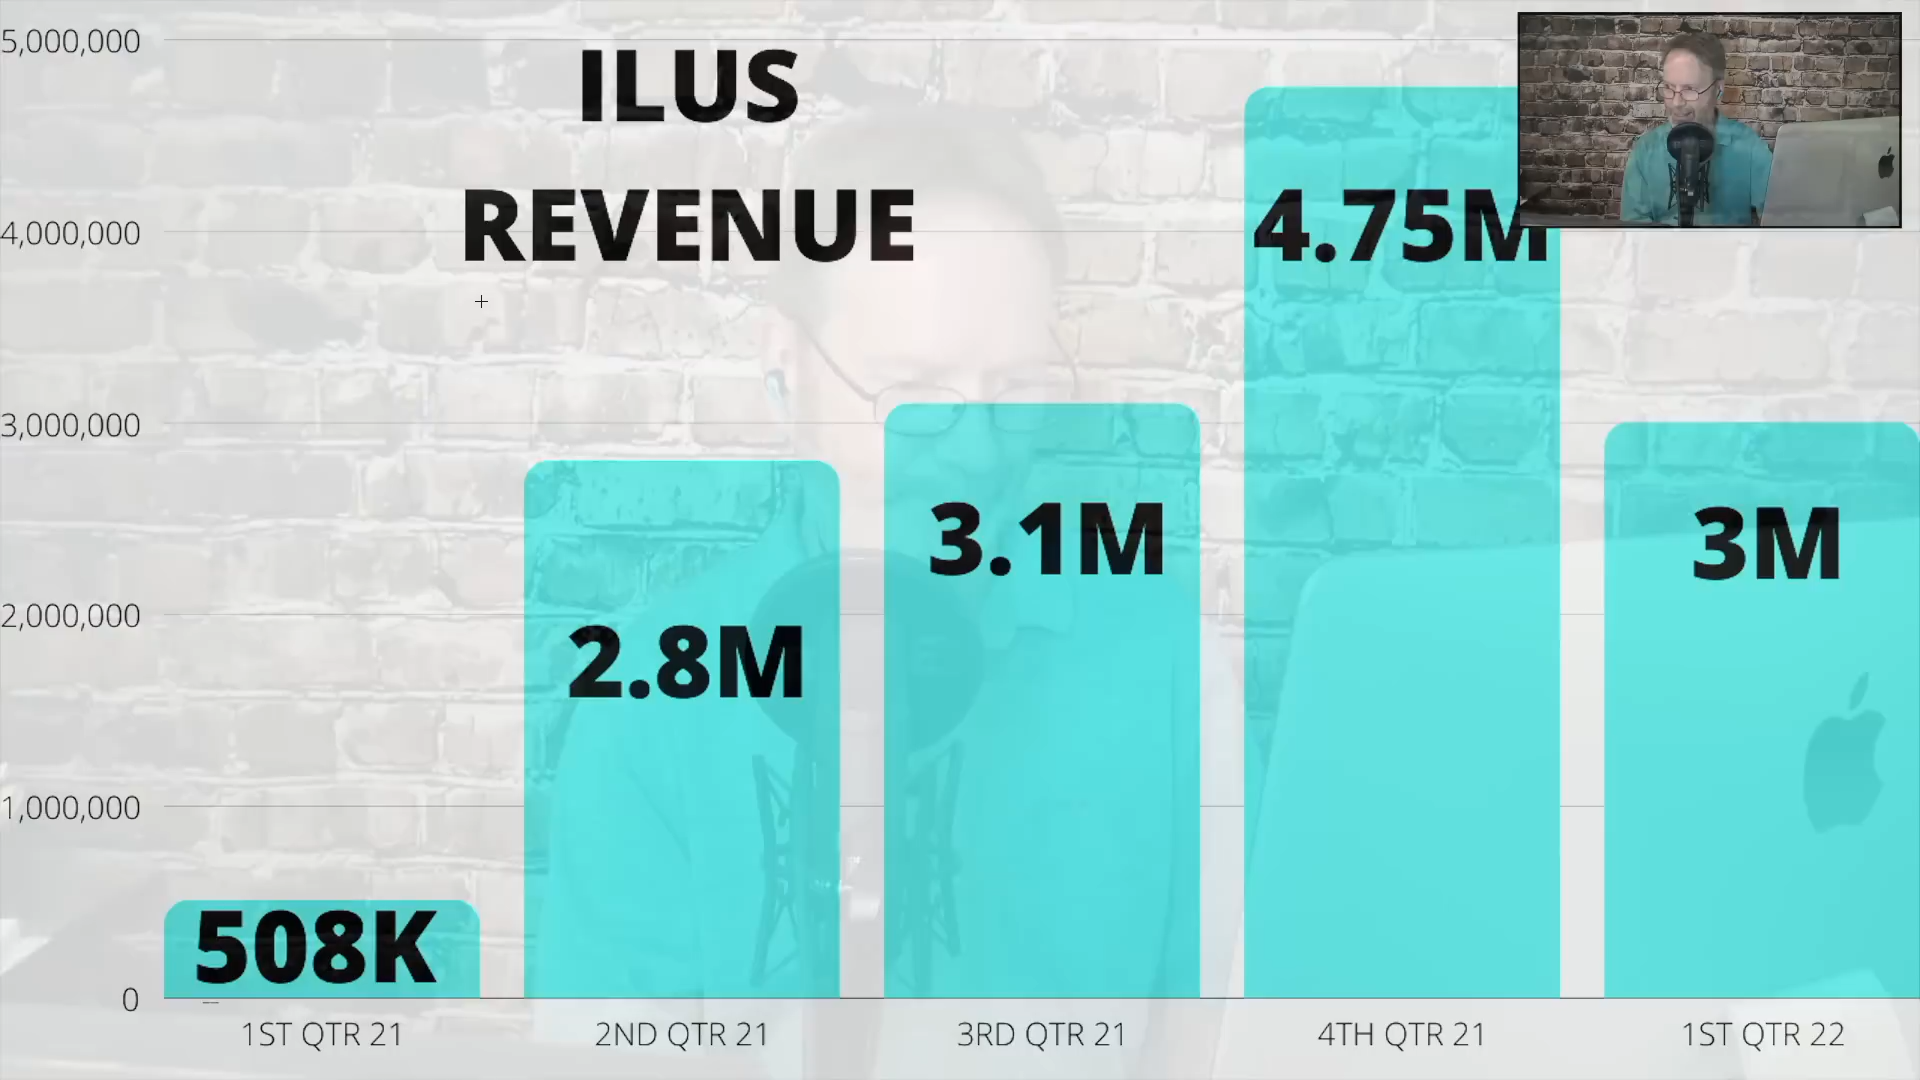 ILUS
REVENUE
5,000,000
4,000,000
3,000,000
2,000,000
1,000,000
0
508K
2.8M
3.1M
4.75M
3M
1ST QTR 21
2ND QTR 21
3RD QTR 21
4TH QTR 21
1ST QTR 22